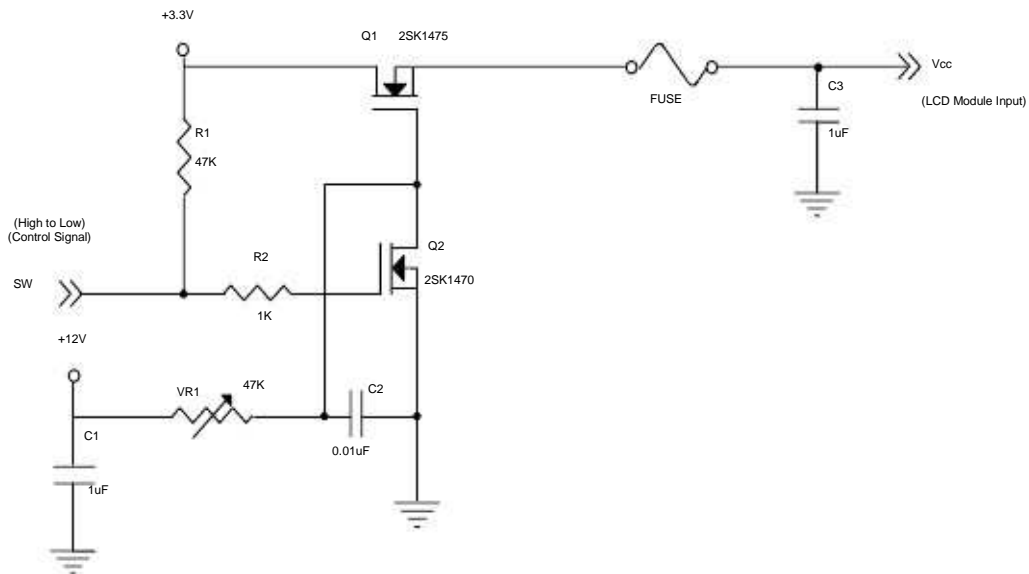 +3.3V
Q1 2SK1475
Vcc
C3
FUSE
(LCD Module Input)
R1
1uF
47K
(High to Low)
(Control Signal)
Q2
R2
SW
2SK1470
1K
+12V
47K
C2
VR1
C1
0.01uF
1uF